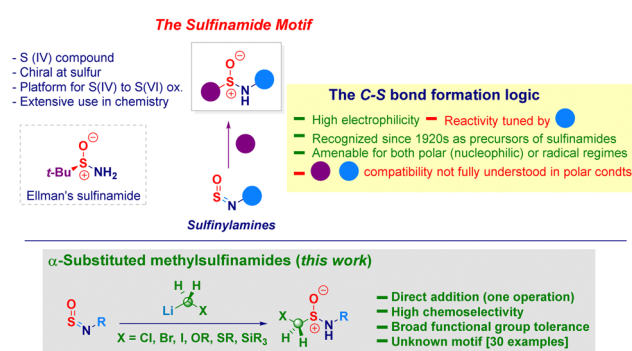 The Sulfinamide Motif
- S (IV) compound
- Chiral at sulfur
- Platform for S(IV) to S(VI) ox.
- Extensive use in chemistry
O
S
N
H
t-Bu
O
S
NH2
Ellman's sulfinamide
O
S
N
Sulfinylamines
The C-S bond formation logic
High electrophilicity
Reactivity tuned by
Recognized since 1920s as precursors of sulfinamides
Amenable for both polar (nucleophilic) or radical regimes
compatibility not fully understood in polar condts
α-Substituted methylsulfinamides (this work)
O
S
N
R
H
H
Li
X
X = Cl, Br, I, OR, SR, SiR3
O
X
S
R
N
H
H
H
Direct addition (one operation)
High chemoselectivity
Broad functional group tolerance
Unknown motif [30 examples]